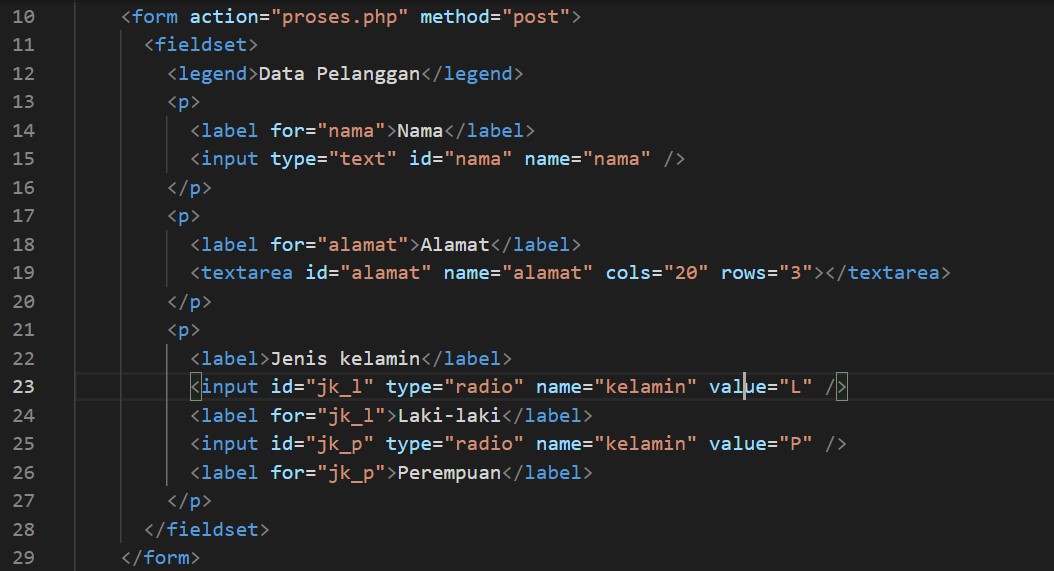 10 <form action="proses.php" method="post">
11 <fieldset>
12 <legend>Data Pelanggan</legend>
13 <p>
14 <label for="nama">Nama</label>
15 <input type="text" id="nama" name="nama" />
16 </p>
17 <p>
18 <label for="alamat">Alamat</label>
19 <textarea id="alamat" name="alamat" cols="20" rows="3"></textarea>
20 </p>
21 <p>
22 <label>Jenis kelamin</label>
23 <input id="jk_l" type="radio" name="kelamin" value="L" />
24 <label for="jk_l">Laki-laki</label>
25 <input id="jk_p" type="radio" name="kelamin" value="P" />
26 <label for="jk_p">Perempuan</label>
27 </p>
28 </fieldset>
29 </form>